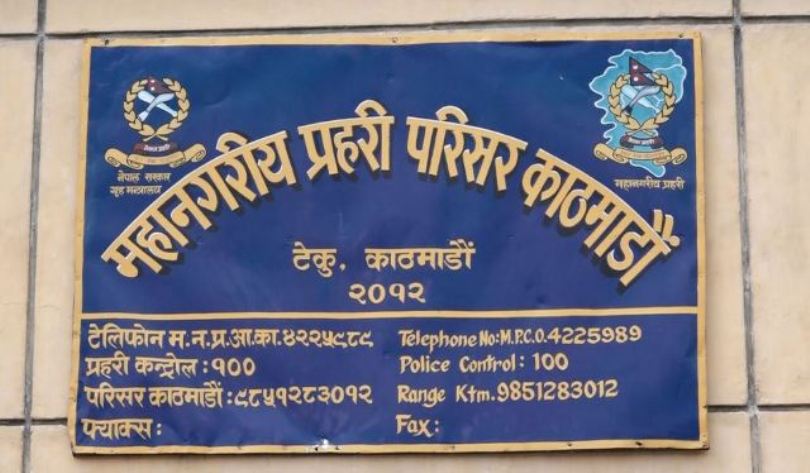 नेपाल सरकार
गृह मन्त्रालय
महानगरीय प्रहरी
महानगरीय प्रहरी परिसर काठमाडौं
टेकु, काठमाडौं
२०१२
टेलिफोन म.न.प्र.आ.का.४२२५९८९ Telephone No:M.P.C.O.4225989
प्रहरी कन्ट्रोल :१०० Police Control: 100
परिसर काठमाडौं:९८५१२८३०१२ Range Ktm.9851283012
फ्याक्स: Fax: